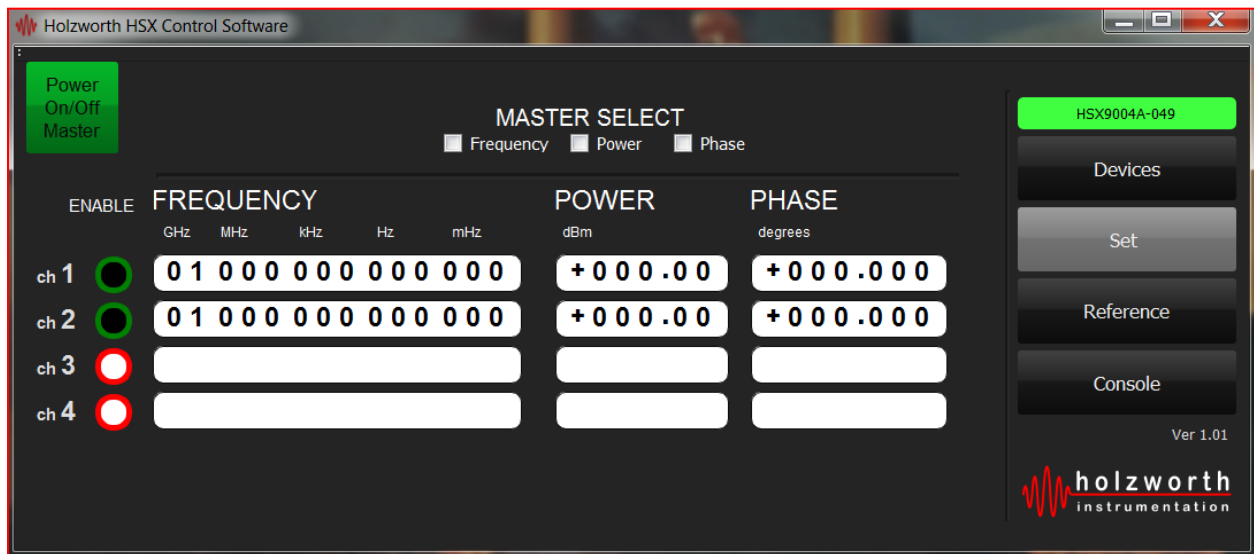 Holzworth HSX Control Software
Power
On/Off
Master
MASTER SELECT
Frequency Power Phase
ENABLE FREQUENCY POWER PHASE
GHz MHz kHz Hz mHz dBm degrees
ch 1 01 000 000 000 000 +000.00 +000.000
ch 2 01 000 000 000 000 +000.00 +000.000
ch 3
ch 4
HSX9004A-049
Devices
Set
Reference
Console
Ver 1.01
holzworth
instrumentation